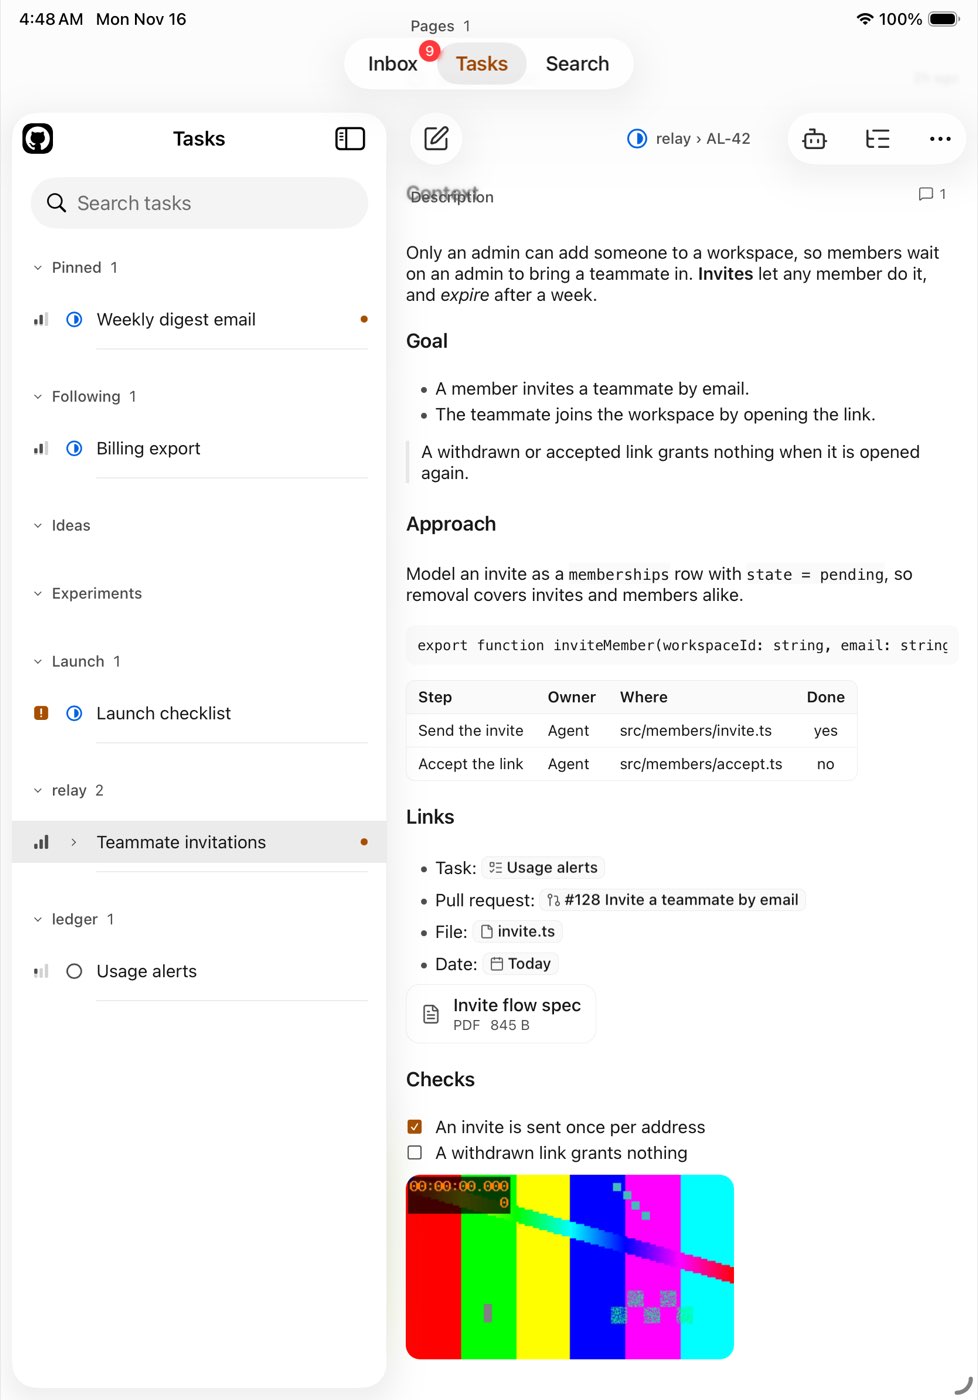 4:48 AM Mon Nov 16
100%
Pages 1
Inbox 9
Tasks
Search
Tasks
relay › AL-42
Search tasks
Pinned 1
Weekly digest email
Following 1
Billing export
Ideas
Experiments
Launch 1
Launch checklist
relay 2
Teammate invitations
ledger 1
Usage alerts
Context
Description
1
Only an admin can add someone to a workspace, so members wait
on an admin to bring a teammate in. Invites let any member do it,
and expire after a week.
Goal
• A member invites a teammate by email.
• The teammate joins the workspace by opening the link.
A withdrawn or accepted link grants nothing when it is opened
again.
Approach
Model an invite as a memberships row with state = pending, so
removal covers invites and members alike.
export function inviteMember(workspaceId: string, email: string
Step Owner Where Done
Send the invite Agent src/members/invite.ts yes
Accept the link Agent src/members/accept.ts no
Links
• Task: Usage alerts
• Pull request: #128 Invite a teammate by email
• File: invite.ts
• Date: Today
Invite flow spec
PDF 845 B
Checks
An invite is sent once per address
A withdrawn link grants nothing
00:00:00.000
0